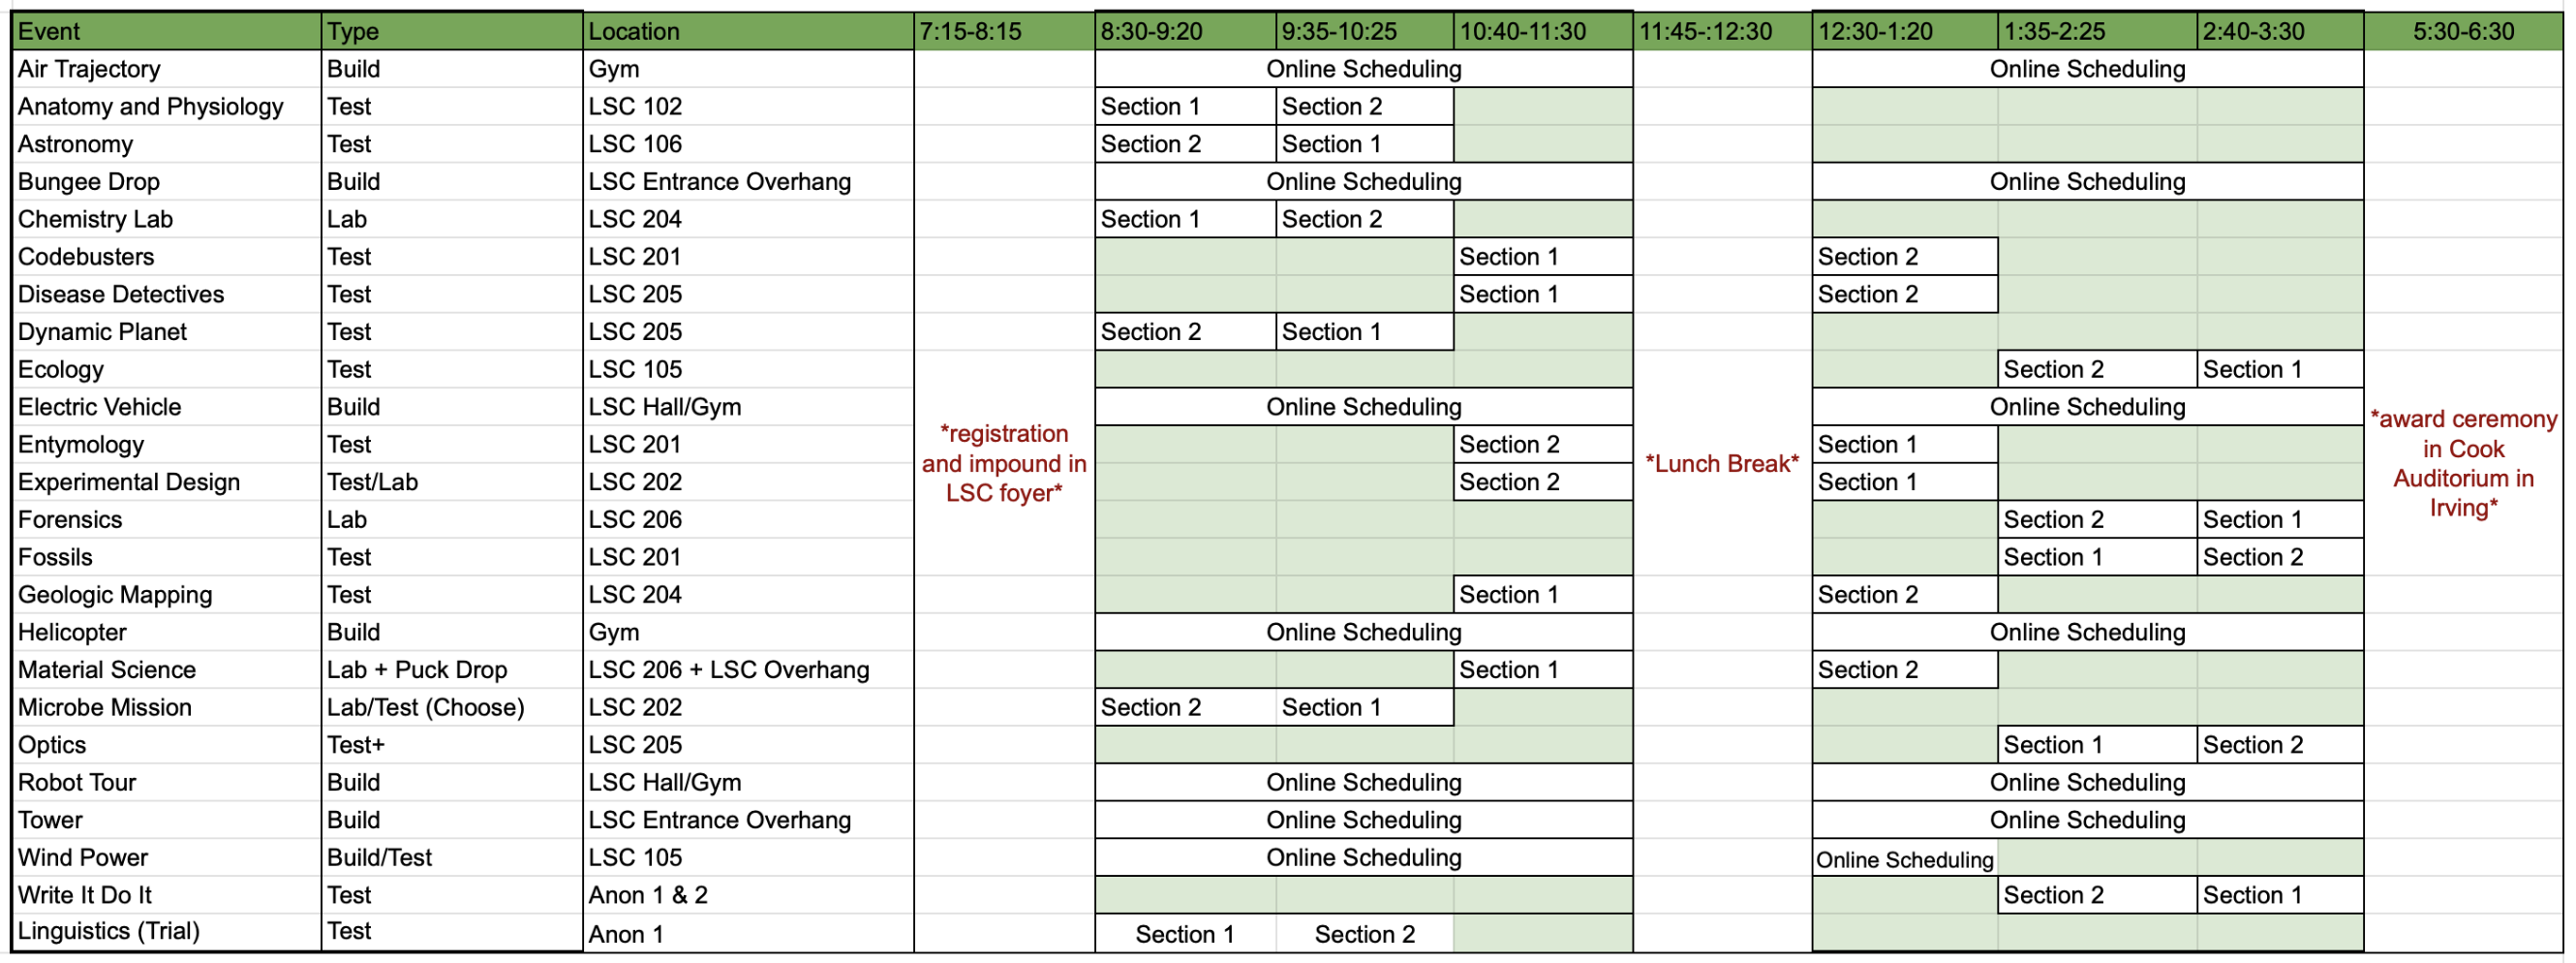 Event Type Location 7:15-8:15 8:30-9:20 9:35-10:25 10:40-11:30 11:45-:12:30 12:30-1:20 1:35-2:25 2:40-3:30 5:30-6:30
Air Trajectory Build Gym Online Scheduling Online Scheduling
Anatomy and Physiology Test LSC 102 Section 1 Section 2
Astronomy Test LSC 106 Section 2 Section 1
Bungee Drop Build LSC Entrance Overhang Online Scheduling Online Scheduling
Chemistry Lab Lab LSC 204 Section 1 Section 2
Codebusters Test LSC 201 Section 1 Section 2
Disease Detectives Test LSC 205 Section 1 Section 2
Dynamic Planet Test LSC 205 Section 2 Section 1
Ecology Test LSC 105 Section 2 Section 1
Electric Vehicle Build LSC Hall/Gym Online Scheduling Online Scheduling
Entymology Test LSC 201 Section 2 Section 1
Experimental Design Test/Lab LSC 202 Section 2 Section 1
Forensics Lab LSC 206 Section 2 Section 1
Fossils Test LSC 201 Section 1 Section 2
Geologic Mapping Test LSC 204 Section 1 Section 2
Helicopter Build Gym Online Scheduling Online Scheduling
Material Science Lab + Puck Drop LSC 206 + LSC Overhang Section 1 Section 2
Microbe Mission Lab/Test (Choose) LSC 202 Section 2 Section 1
Optics Test+ LSC 205 Section 1 Section 2
Robot Tour Build LSC Hall/Gym Online Scheduling Online Scheduling
Tower Build LSC Entrance Overhang Online Scheduling Online Scheduling
Wind Power Build/Test LSC 105 Online Scheduling Online Scheduling
Write It Do It Test Anon 1 & 2 Section 2 Section 1
Linguistics (Trial) Test Anon 1 Section 1 Section 2
*registration
and impound in
LSC foyer*
*Lunch Break*
*award ceremony
in Cook
Auditorium in
Irving*